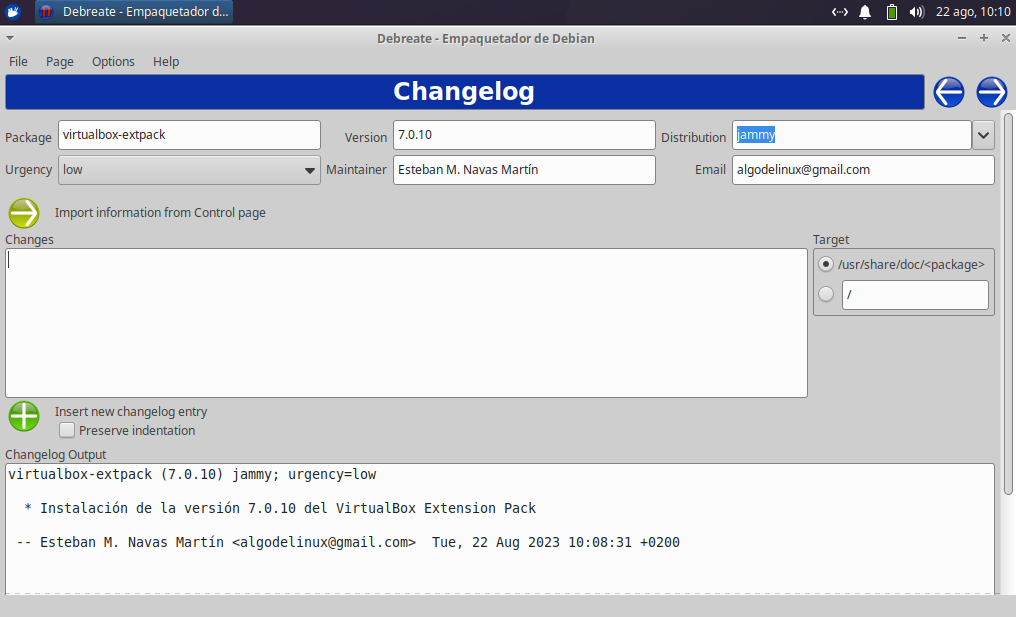 Debreate - Empaquetador d...
22 ago, 10:10
Debreate - Empaquetador de Debian
File Page Options Help
Changelog
Package virtualbox-extpack Version 7.0.10 Distribution jammy
Urgency low Maintainer Esteban M. Navas Martín Email algodelinux@gmail.com
Import information from Control page
Changes
Target
/usr/share/doc/<package>
/
Insert new changelog entry
Preserve indentation
Changelog Output
virtualbox-extpack (7.0.10) jammy; urgency=low
* Instalación de la versión 7.0.10 del VirtualBox Extension Pack
-- Esteban M. Navas Martín <algodelinux@gmail.com>  Tue, 22 Aug 2023 10:08:31 +0200